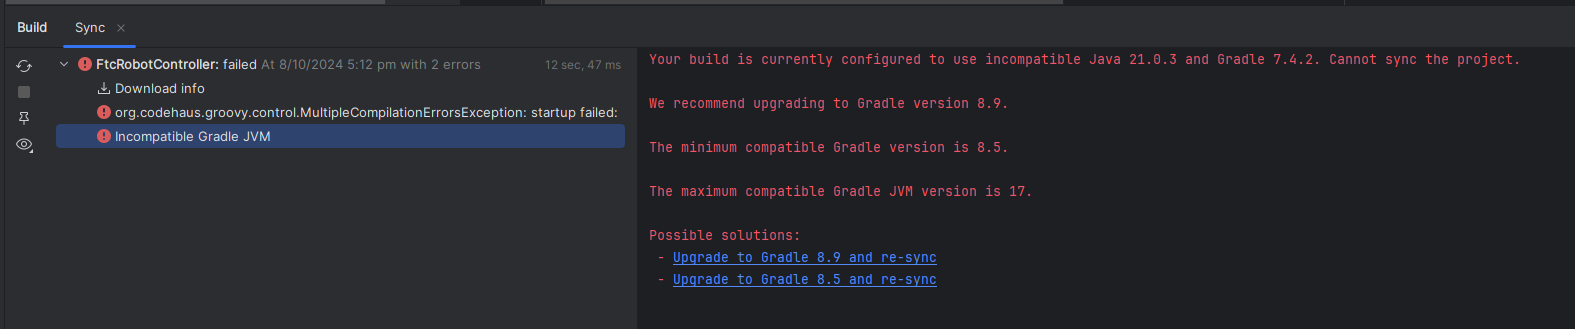 Build Sync
FtcRobotController: failed At 8/10/2024 5:12 pm with 2 errors 12 sec, 47 ms
Download info
org.codehaus.groovy.control.MultipleCompilationErrorsException: startup failed:
Incompatible Gradle JVM
Your build is currently configured to use incompatible Java 21.0.3 and Gradle 7.4.2. Cannot sync the project.
We recommend upgrading to Gradle version 8.9.
The minimum compatible Gradle version is 8.5.
The maximum compatible Gradle JVM version is 17.
Possible solutions:
- Upgrade to Gradle 8.9 and re-sync
- Upgrade to Gradle 8.5 and re-sync